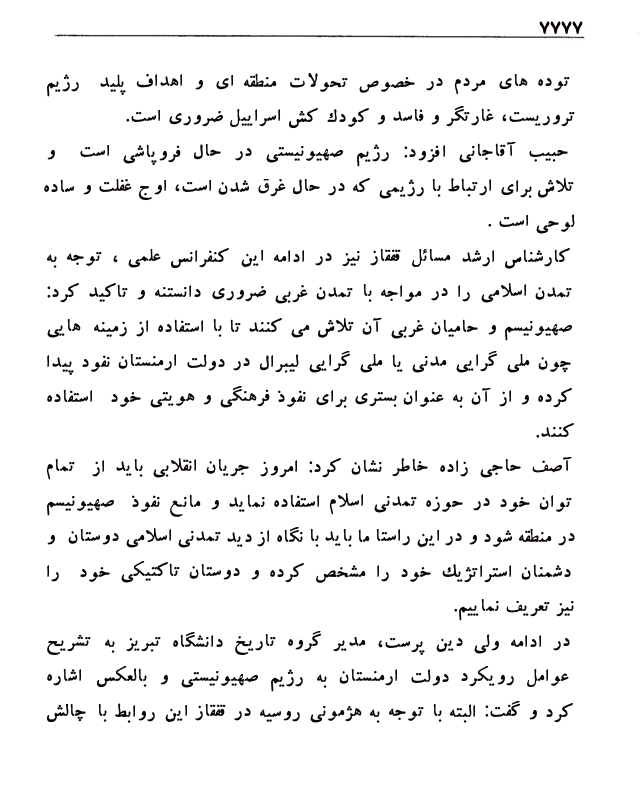 ۷۷۷۷
توده های مردم در خصوص تحولات منطقه ای و اهداف پلید رژیم
تروریست، غارتگر و فاسد و کودك کش اسراییل ضروری است.
حبیب آقاجانی افزود: رژیم صهیونیستی در حال فروپاشی است و
تلاش برای ارتباط با رژیمی که در حال غرق شدن است، اوج غفلت و ساده
لوحی است .
کارشناس ارشد مسائل قفقاز نیز در ادامه این کنفرانس علمی ، توجه به
تمدن اسلامی را در مواجه با تمدن غربی ضروری دانستنه و تاکید کرد:
صهیونیسم و حامیان غربی آن تلاش می کنند تا با استفاده از زمینه هایی
چون ملی گرایی مدنی یا ملی گرایی لیبرال در دولت ارمنستان نفود پیدا
کرده و از آن به عنوان بستری برای نفوذ فرهنگی و هویتی خود استفاده
کنند.
آصف حاجی زاده خاطر نشان کرد: امروز جریان انقلابی باید از تمام
توان خود در حوزه تمدنی اسلام استفاده نماید و مانع نفوذ صهیونیسم
در منطقه شود و در این راستا ما باید با نگاه از دید تمدنی اسلامی دوستان و
دشمنان استراتژیك خود را مشخص کرده و دوستان تاکتیکی خود را
نیز تعریف نماییم.
در ادامه ولی دین پرست، مدیر گروه تاریخ دانشگاه تبریز به تشریح
عوامل رویکرد دولت ارمنستان به رژیم صهیونیستی و بالعکس اشاره
کرد و گفت: البته با توجه به هژمونی روسیه در قفقاز این روابط با چالش